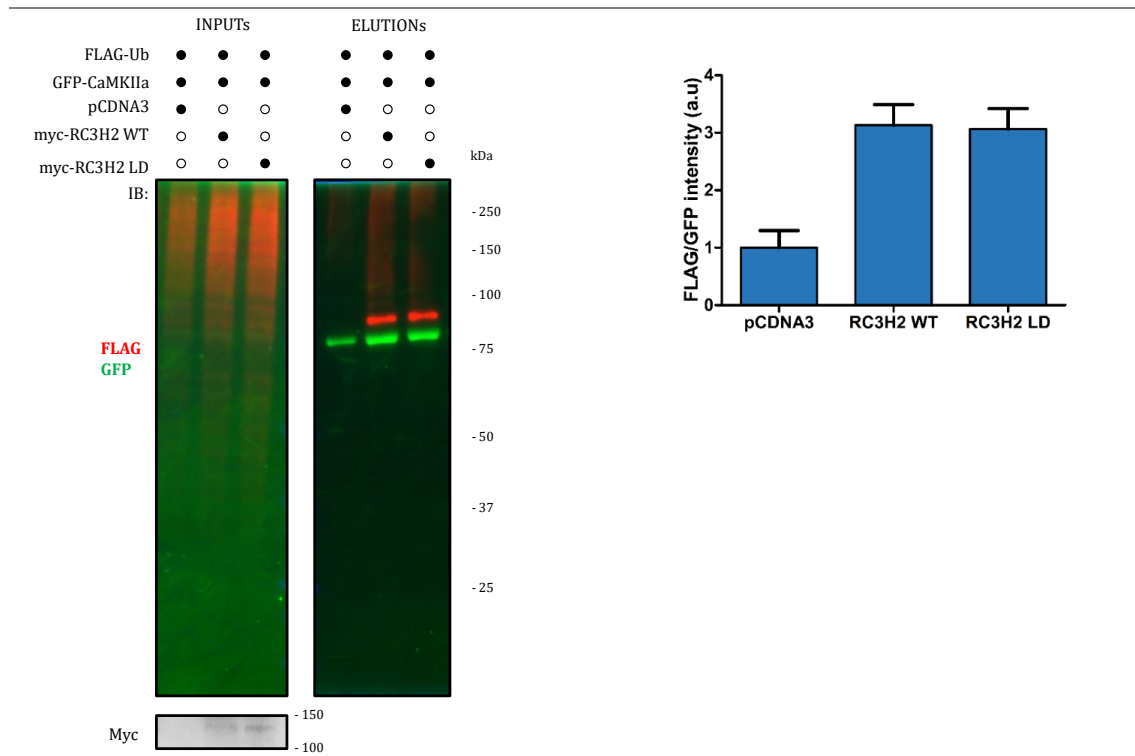 INPUTs ELUTIONs
FLAG-Ub
GFP-CaMKIIa
pCDNA3
myc-RC3H2 WT
myc-RC3H2 LD
kDa
IB:
- 250
- 150
- 100
- 75
- 50
- 37
- 25
FLAG
GFP
Myc
- 150
- 100
FLAG/GFP intensity (a.u)
4
3
2
1
0
pCDNA3 RC3H2 WT RC3H2 LD